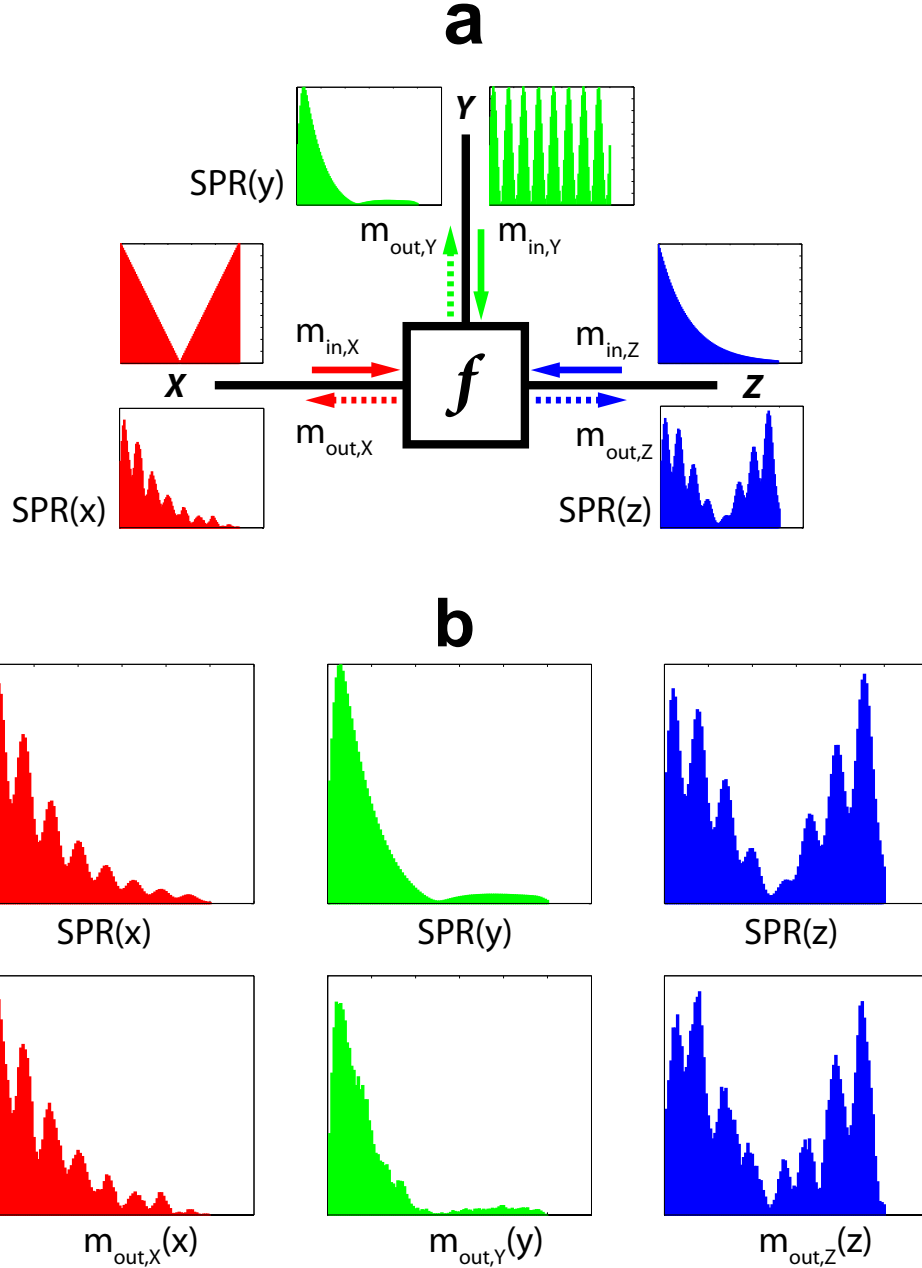 a
Y
SPR(y)
m_out,Y
m_in,Y
m_in,X
m_in,Z
X
f
Z
m_out,X
m_out,Z
SPR(x)
SPR(z)
b
SPR(x)
SPR(y)
SPR(z)
m_out,X(x)
m_out,Y(y)
m_out,Z(z)